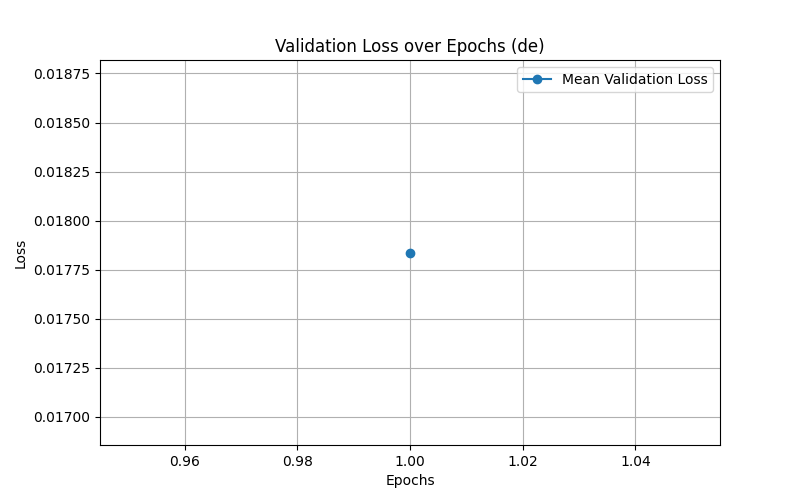 Validation Loss over Epochs (de)
Mean Validation Loss
0.01875
0.01850
0.01825
0.01800
0.01775
0.01750
0.01725
0.01700
Loss
0.96 0.98 1.00 1.02 1.04
Epochs